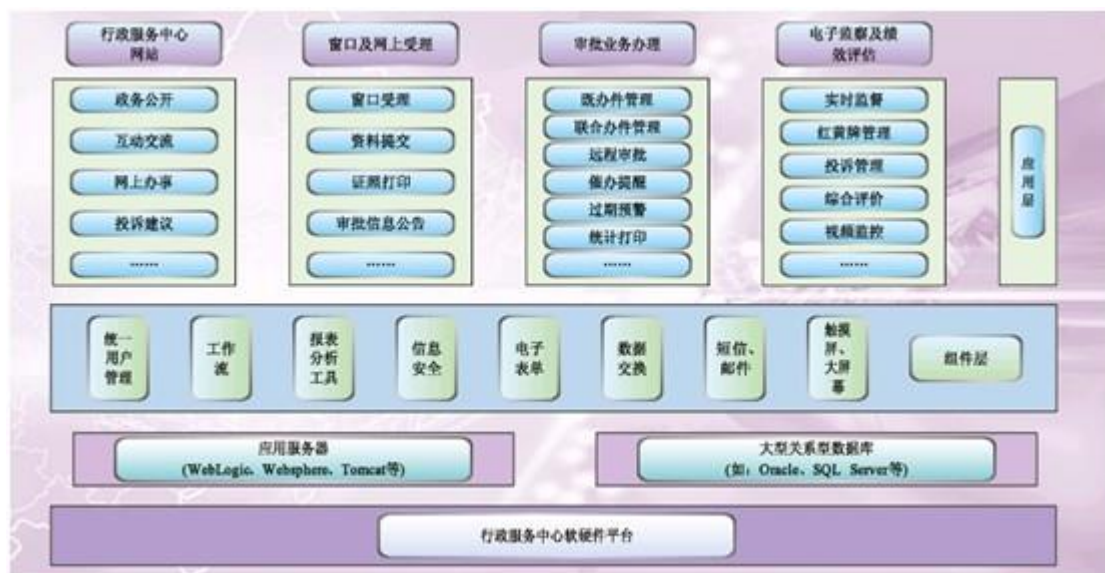 行政服务中心
网站
窗口及网上受理
审批业务办理
电子监察及绩
效评估
政务公开
互动交流
网上办事
投诉建议
……
窗口受理
资料提交
证照打印
审批信息公告
……
既办件管理
联合办件管理
远程审批
催办提醒
过期预警
统计打印
……
实时监督
红黄牌管理
投诉管理
综合评价
视频监控
……
应
用
层
统一
用户
管理
工作
流
报表
分析
工具
信息
安全
电子
表单
数据
交换
短信、
邮件
触摸
屏、
大屏
幕
组件层
应用服务器
(WebLogic、Websphere、Tomcat等)
大型关系型数据库
(如：Oracle、SQL Server等)
行政服务中心软硬件平台